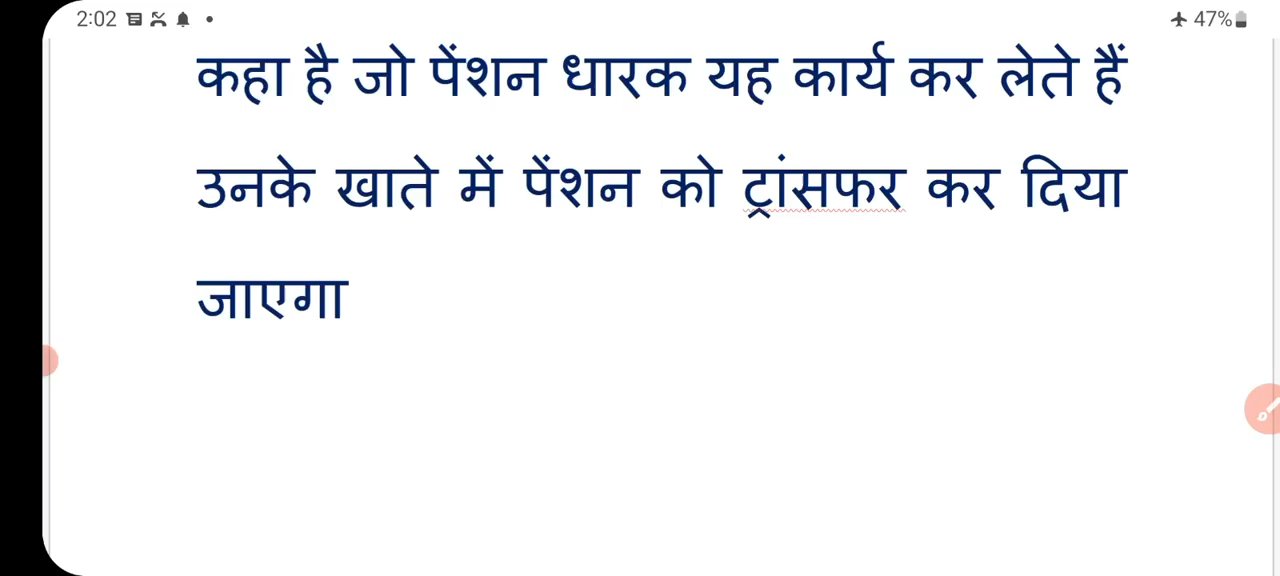 2:02 47%
कहा है जो पेंशन धारक यह कार्य कर लेते हैं
उनके खाते में पेंशन को ट्रांसफर कर दिया
जाएगा